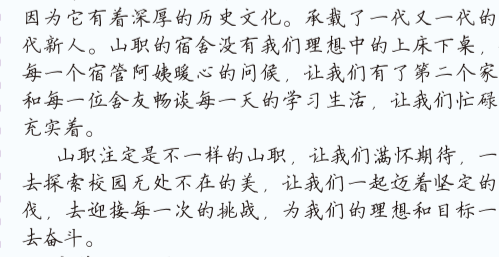 因为它有着深厚的历史文化。承载了一代又一代的
代新人。山职的宿舍没有我们理想中的上床下桌，
每一个宿管阿姨暖心的问候，让我们有了第二个家
和每一位舍友畅谈每一天的学习生活，让我们忙碌
充实着。
山职注定是不一样的山职，让我们满怀期待，一
去探索校园无处不在的美，让我们一起迈着坚定的
伐，去迎接每一次的挑战，为我们的理想和目标一
去奋斗。